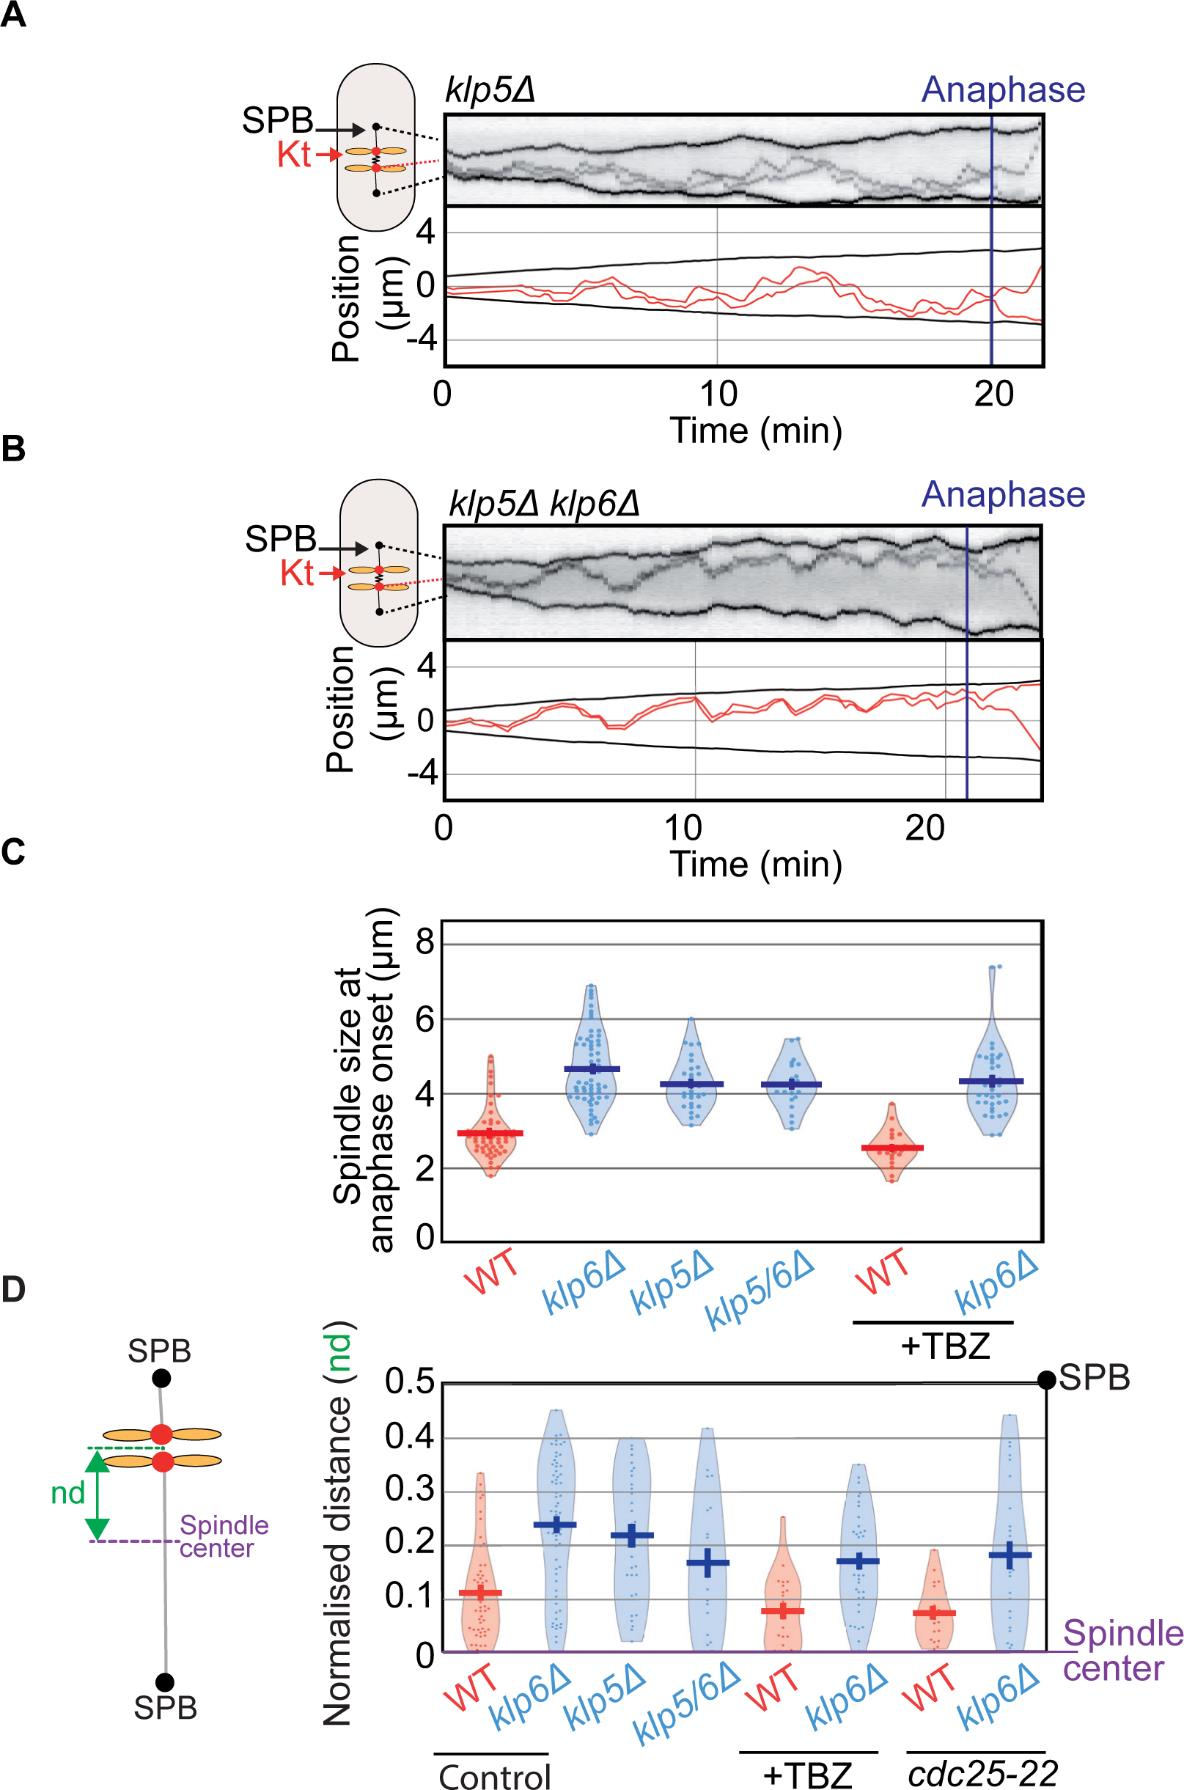 A
klp5Δ
Anaphase
SPB
Kt
Position
(µm)
4
0
-4
0 10 20
Time (min)
B
klp5Δ klp6Δ
Anaphase
SPB
Kt
Position
(µm)
4
0
-4
0 10 20
Time (min)
C
Spindle size at
anaphase onset (µm)
8
6
4
2
0
WT klp6Δ klp5Δ klp5/6Δ WT klp6Δ
+TBZ
D
SPB
nd
Spindle
center
SPB
Normalised distance (nd)
0.5
0.4
0.3
0.2
0.1
0
SPB
Spindle
center
WT klp6Δ klp5Δ klp5/6Δ WT klp6Δ WT klp6Δ
Control +TBZ cdc25-22